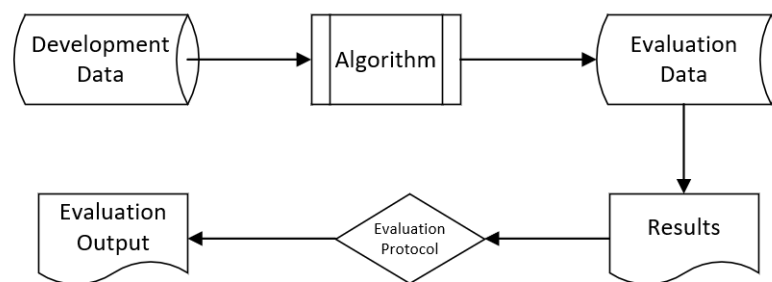 Development
Data
Algorithm
Evaluation
Data
Results
Evaluation
Protocol
Evaluation
Output